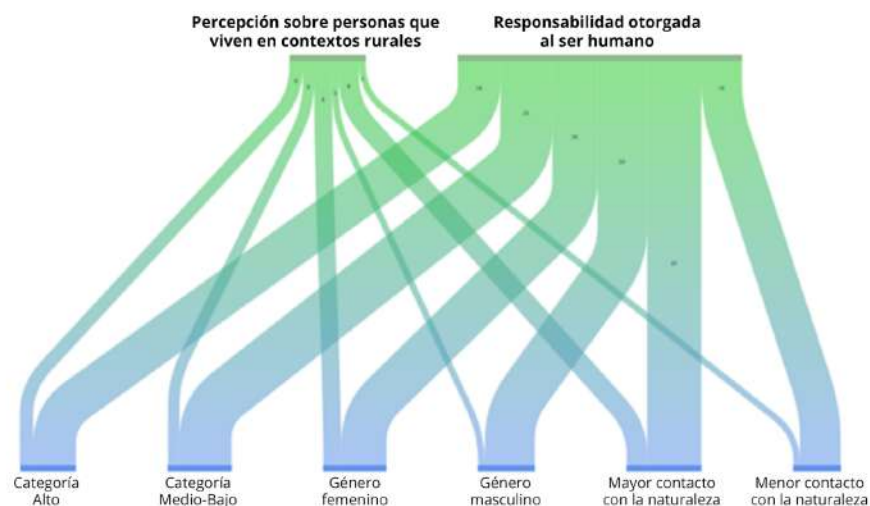 Percepción sobre personas que
viven en contextos rurales
Responsabilidad otorgada
al ser humano
Categoría
Alto
Categoría
Medio-Bajo
Género
femenino
Género
masculino
Mayor contacto
con la naturaleza
Menor contacto
con la naturaleza